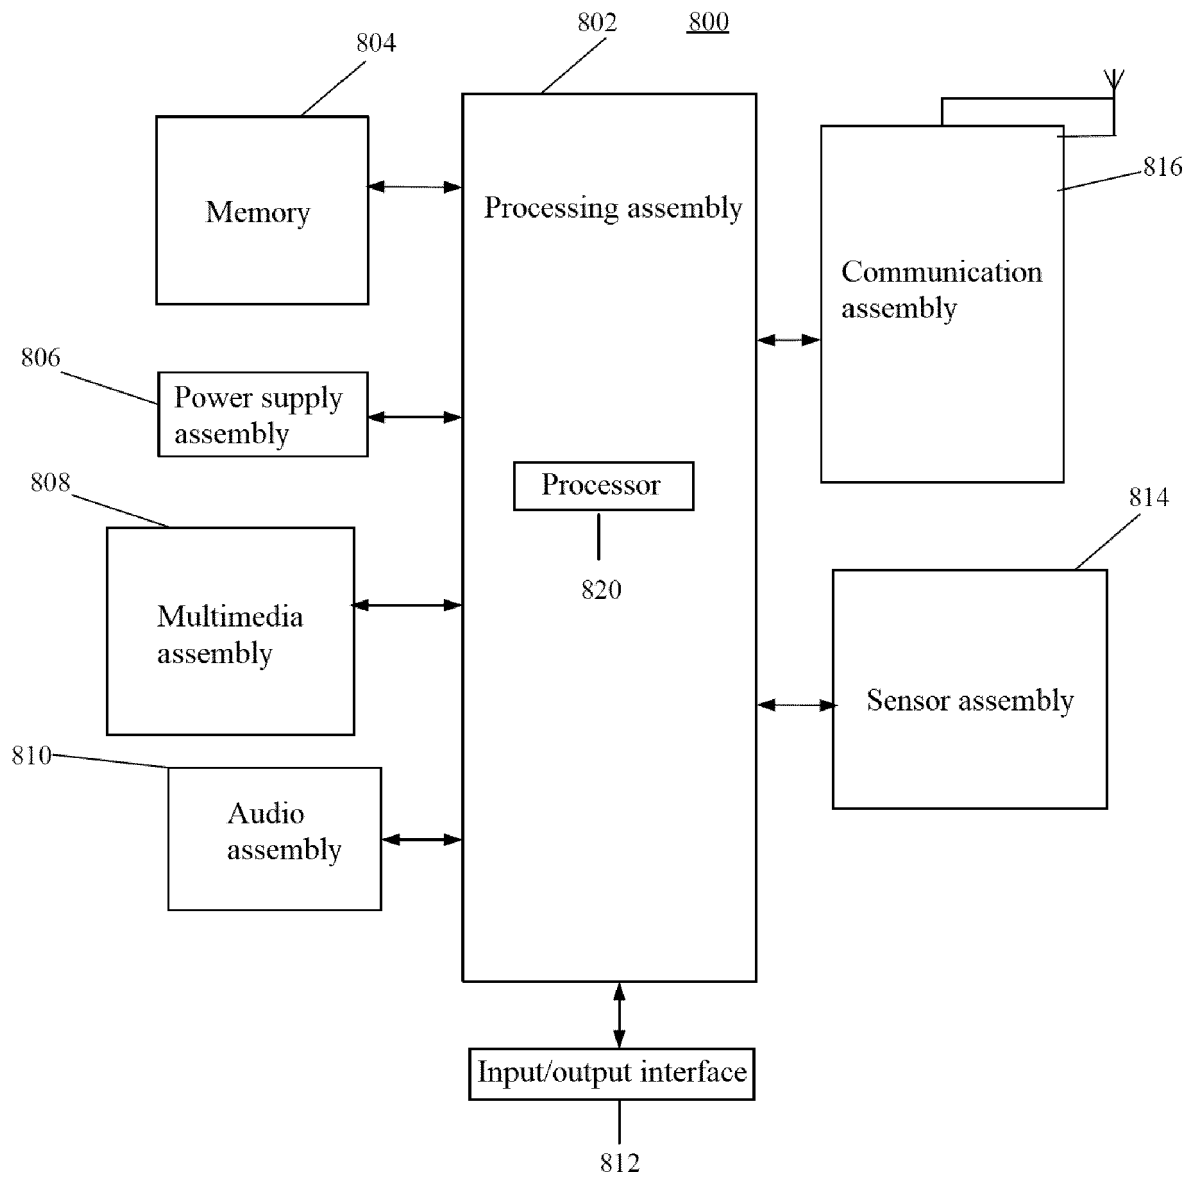 802
800
804
Memory
Processing assembly
816
Communication
assembly
806
Power supply
assembly
808
Processor
820
814
Multimedia
assembly
Sensor assembly
810
Audio
assembly
Input/output interface
812